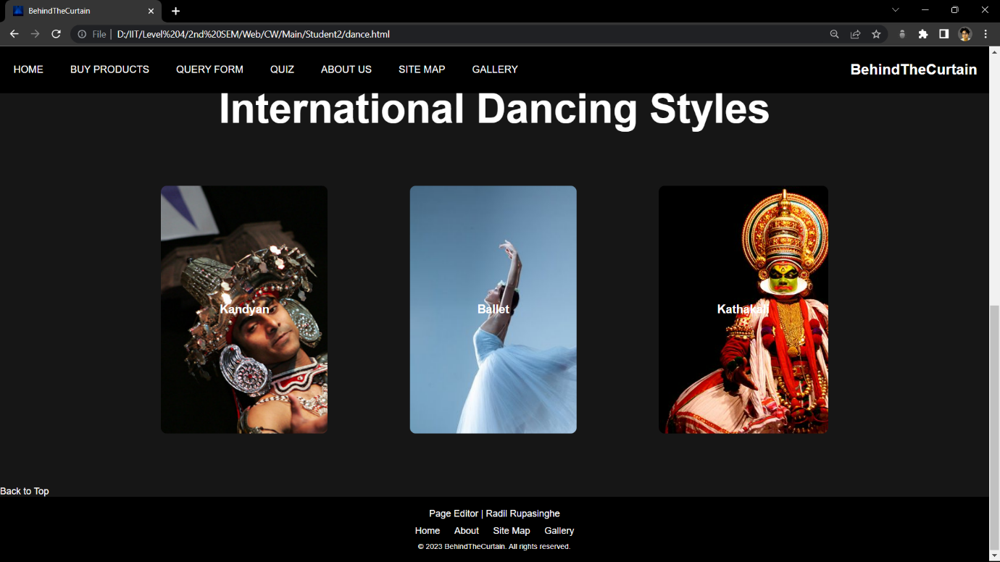 BehindTheCurtain
File | D:/IIT/Level%204/2nd%20SEM/Web/CW/Main/Student2/dance.html
HOME BUY PRODUCTS QUERY FORM QUIZ ABOUT US SITE MAP GALLERY BehindTheCurtain
International Dancing Styles
Kandyan Ballet Kathakali
Back to Top
Page Editor | Radil Rupasinghe
Home About Site Map Gallery
© 2023 BehindTheCurtain. All rights reserved.